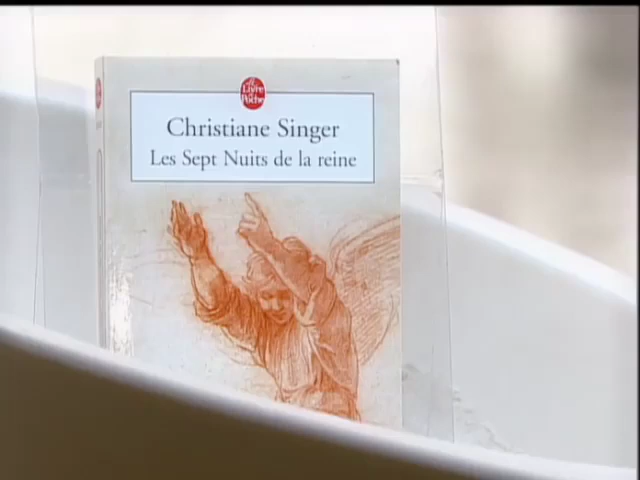 Le
Livre
de
Poche
Christiane Singer
Les Sept Nuits de la reine